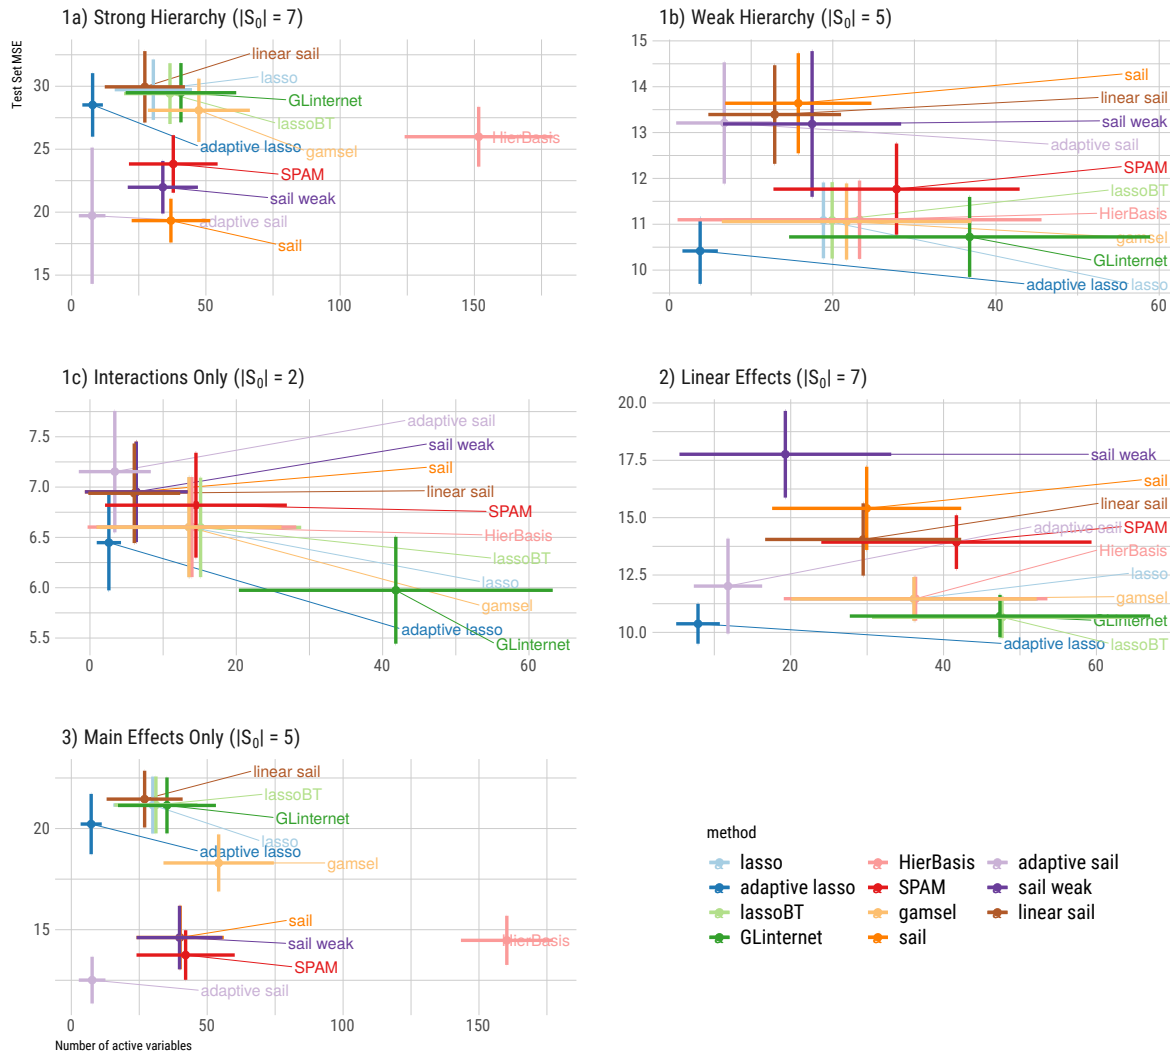 1a) Strong Hierarchy (|S0| = 7)
Test Set MSE
30
25
20
15
linear sail
lasso
GLinternet
lassoBT
adaptive lasso
gamsel
HierBasis
SPAM
sail weak
adaptive sail
sail
0
50
100
150
1b) Weak Hierarchy (|S0| = 5)
15
14
13
12
11
10
sail
linear sail
sail weak
adaptive sail
SPAM
lassoBT
HierBasis
gamsel
GLinternet
adaptive lasso
lasso
0
20
40
60
1c) Interactions Only (|S0| = 2)
7.5
7.0
6.5
6.0
5.5
adaptive sail
sail weak
sail
linear sail
SPAM
HierBasis
lassoBT
lasso
gamsel
adaptive lasso
GLinternet
0
20
40
60
2) Linear Effects (|S0| = 7)
20.0
17.5
15.0
12.5
10.0
sail weak
sail
linear sail
adaptive sail
SPAM
HierBasis
lasso
gamsel
GLinternet
adaptive lasso
lassoBT
20
40
60
3) Main Effects Only (|S0| = 5)
20
15
linear sail
lassoBT
GLinternet
lasso
adaptive lasso
gamsel
sail
sail weak
HierBasis
SPAM
adaptive sail
0
50
100
150
Number of active variables
method
lasso
adaptive lasso
lassoBT
GLinternet
HierBasis
SPAM
gamsel
sail
adaptive sail
sail weak
linear sail